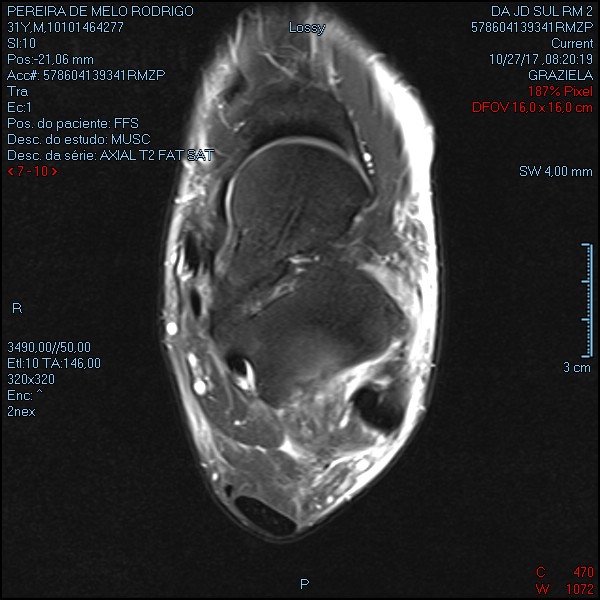 PEREIRA DE MELO RODRIGO
31Y,M,10101464277
Sl:10
Pos:-21,06 mm
Acc#: 578604139341RMZP
Tra
Ec:1
Pos. do paciente: FFS
Desc. do estudo: MUSC
Desc. da série: AXIAL T2 FAT SAT
< 7 - 10 >
Lossy
DA JD SUL RM 2
578604139341RMZP
Current
10/27/17 ,08:20:19
GRAZIELA
187% Pixel
DFOV 16,0 x 16,0 cm
SW 4,00 mm
R
3 cm
3490,00//50,00
Etl:10 TA:146,00
320x320
Enc: ^
2nex
P
C 470
W 1072